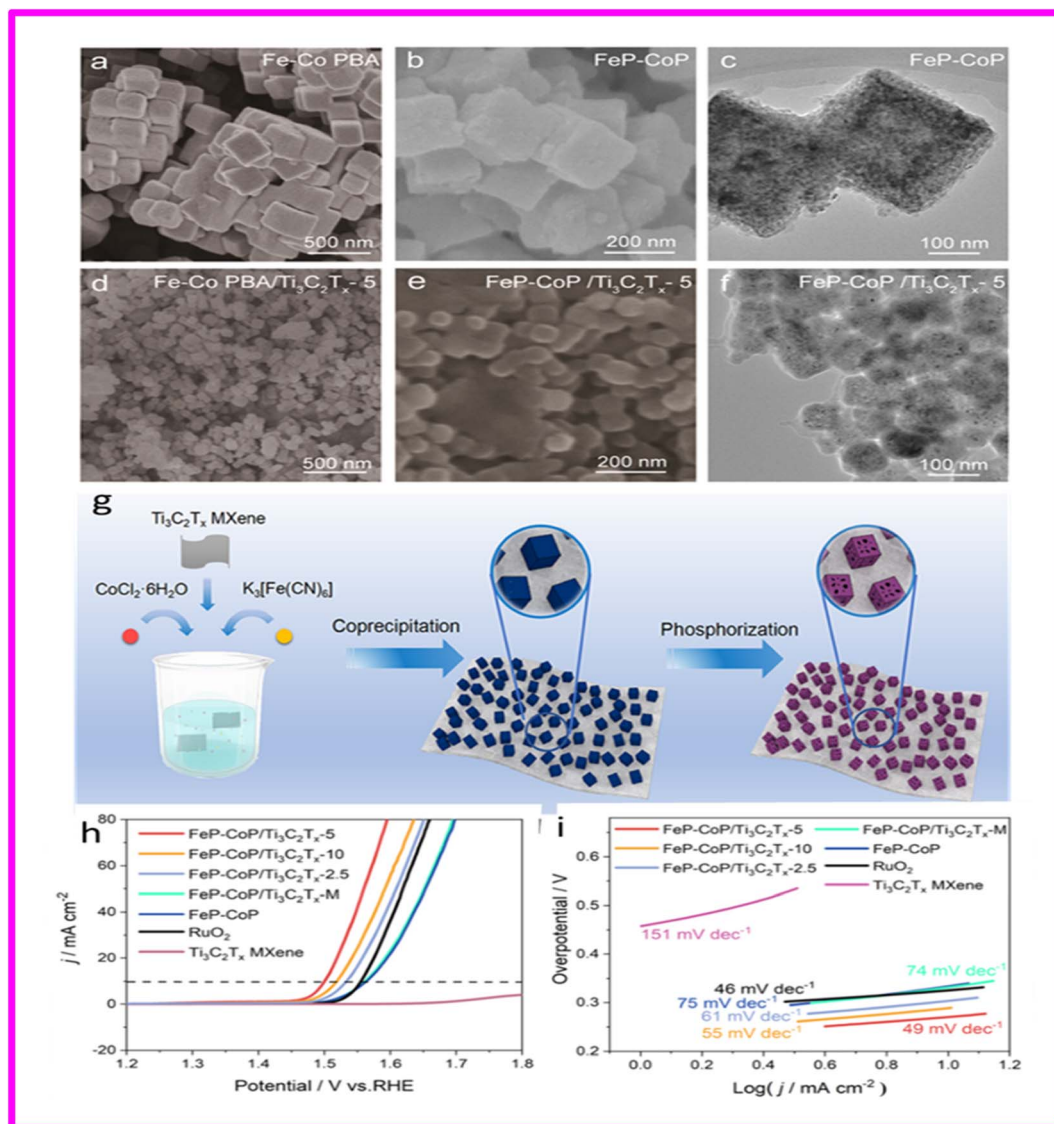 a Fe-Co PBA
500 nm
b FeP-CoP
200 nm
c FeP-CoP
100 nm
d Fe-Co PBA/Ti₃C₂Tₓ- 5
500 nm
e FeP-CoP /Ti₃C₂Tₓ- 5
200 nm
f FeP-CoP /Ti₃C₂Tₓ- 5
100 nm
g
Ti₃C₂Tₓ MXene
CoCl₂·6H₂O
K₃[Fe(CN)₆]
Coprecipitation
Phosphorization
h
80
60
40
20
0
-20
j / mA cm⁻²
FeP-CoP/Ti₃C₂Tₓ-5
FeP-CoP/Ti₃C₂Tₓ-10
FeP-CoP/Ti₃C₂Tₓ-2.5
FeP-CoP/Ti₃C₂Tₓ-M
FeP-CoP
RuO₂
Ti₃C₂Tₓ MXene
1.2 1.3 1.4 1.5 1.6 1.7 1.8
Potential / V vs.RHE
i
0.6
0.5
0.4
0.3
0.2
Overpotential / V
FeP-CoP/Ti₃C₂Tₓ-5
FeP-CoP/Ti₃C₂Tₓ-10
FeP-CoP/Ti₃C₂Tₓ-2.5
FeP-CoP/Ti₃C₂Tₓ-M
FeP-CoP
RuO₂
Ti₃C₂Tₓ MXene
151 mV dec⁻¹
74 mV dec⁻¹
46 mV dec⁻¹
75 mV dec⁻¹
61 mV dec⁻¹
55 mV dec⁻¹
49 mV dec⁻¹
0.0 0.2 0.4 0.6 0.8 1.0 1.2
Log( j / mA cm⁻² )